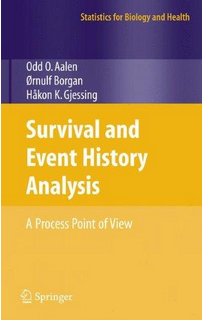 Statistics for Biology and Health
Odd O. Aalen
Ørnulf Borgan
Håkon K. Gjessing
Survival and
Event History
Analysis
A Process Point of View
Springer